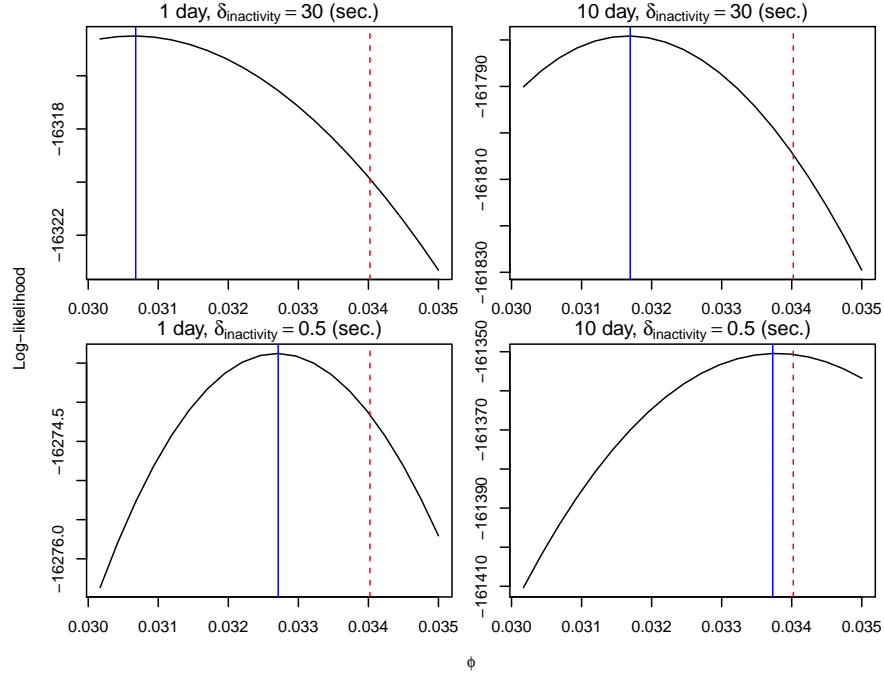 1 day, δinactivity = 30 (sec.)
−16318
−16322
0.030 0.031 0.032 0.033 0.034 0.035
10 day, δinactivity = 30 (sec.)
−161790
−161810
−161830
0.030 0.031 0.032 0.033 0.034 0.035
Log−likelihood
1 day, δinactivity = 0.5 (sec.)
−16274.5
−16276.0
0.030 0.031 0.032 0.033 0.034 0.035
10 day, δinactivity = 0.5 (sec.)
−161350
−161370
−161390
−161410
0.030 0.031 0.032 0.033 0.034 0.035
ϕ